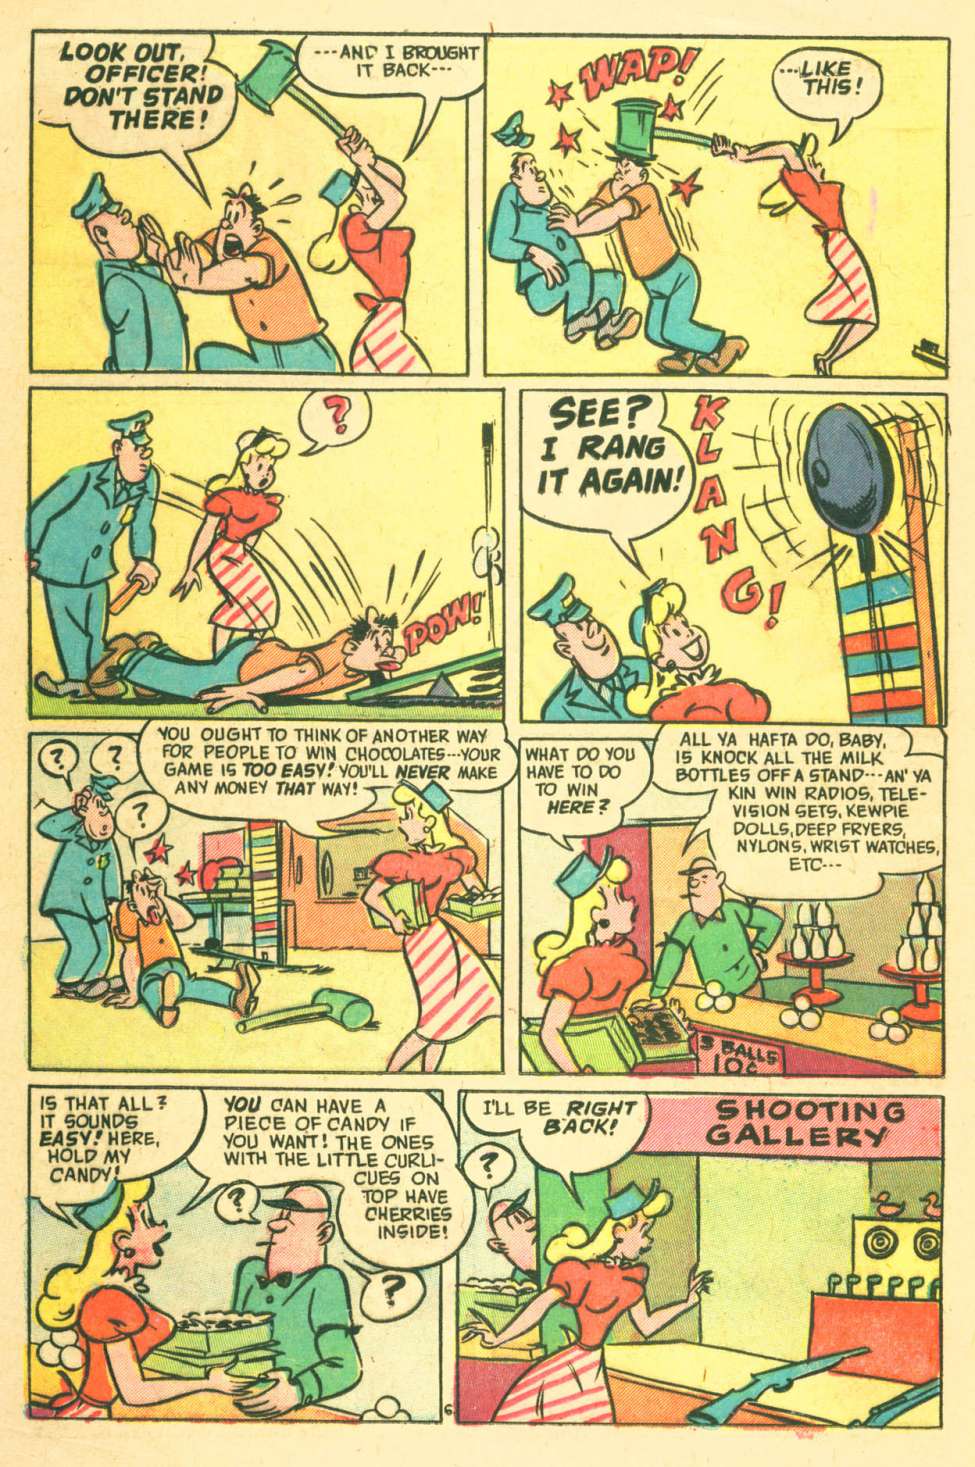 LOOK OUT,
OFFICER!
DON'T STAND
THERE!
---AND I BROUGHT
IT BACK---
WAP!
---LIKE
THIS!
?
POW!
SEE?
I RANG
IT AGAIN!
KLANG!
?
?
?
YOU OUGHT TO THINK OF ANOTHER WAY
FOR PEOPLE TO WIN CHOCOLATES---YOUR
GAME IS TOO EASY! YOU'LL NEVER MAKE
ANY MONEY THAT WAY!
WHAT DO YOU
HAVE TO DO
TO WIN
HERE?
ALL YA HAFTA DO, BABY,
IS KNOCK ALL THE MILK
BOTTLES OFF A STAND---AN' YA
KIN WIN RADIOS, TELE-
VISION SETS, KEWPIE
DOLLS, DEEP FRYERS,
NYLONS, WRIST WATCHES,
ETC---
3 BALLS
10¢
IS THAT ALL?
IT SOUNDS
EASY! HERE,
HOLD MY
CANDY!
YOU CAN HAVE A
PIECE OF CANDY IF
YOU WANT! THE ONES
WITH THE LITTLE CURLI-
CUES ON
TOP HAVE
CHERRIES
INSIDE!
?
?
6
I'LL BE RIGHT
BACK!
?
SHOOTING
GALLERY